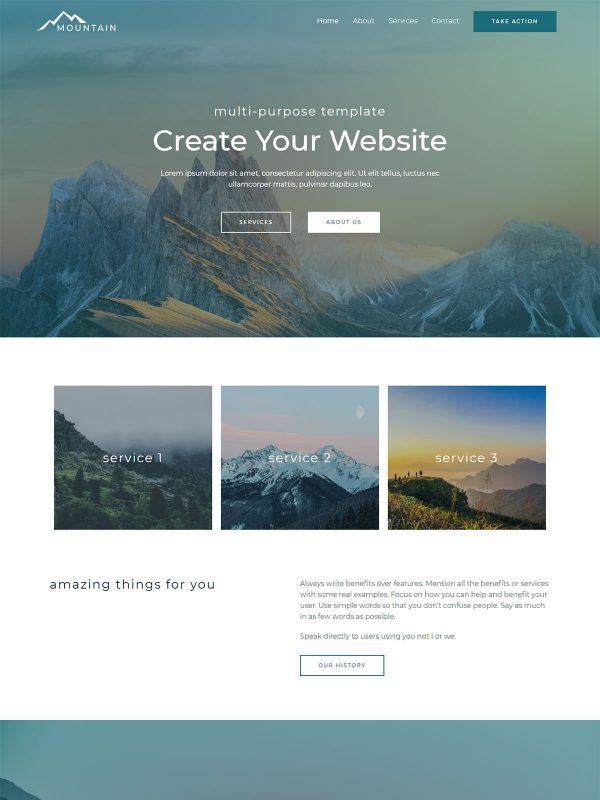 MOUNTAIN
Home About Services Contact TAKE ACTION
multi-purpose template
Create Your Website
Lorem ipsum dolor sit amet, consectetur adipiscing elit. Ut elit tellus, luctus nec
ullamcorper mattis, pulvinar dapibus leo.
SERVICES ABOUT US
service 1 service 2 service 3
amazing things for you
Always write benefits over features. Mention all the benefits or services
with some real examples. Focus on how you can help and benefit your
user. Use simple words so that you don't confuse people. Say as much
in as few words as possible.
Speak directly to users using you not I or we.
OUR HISTORY